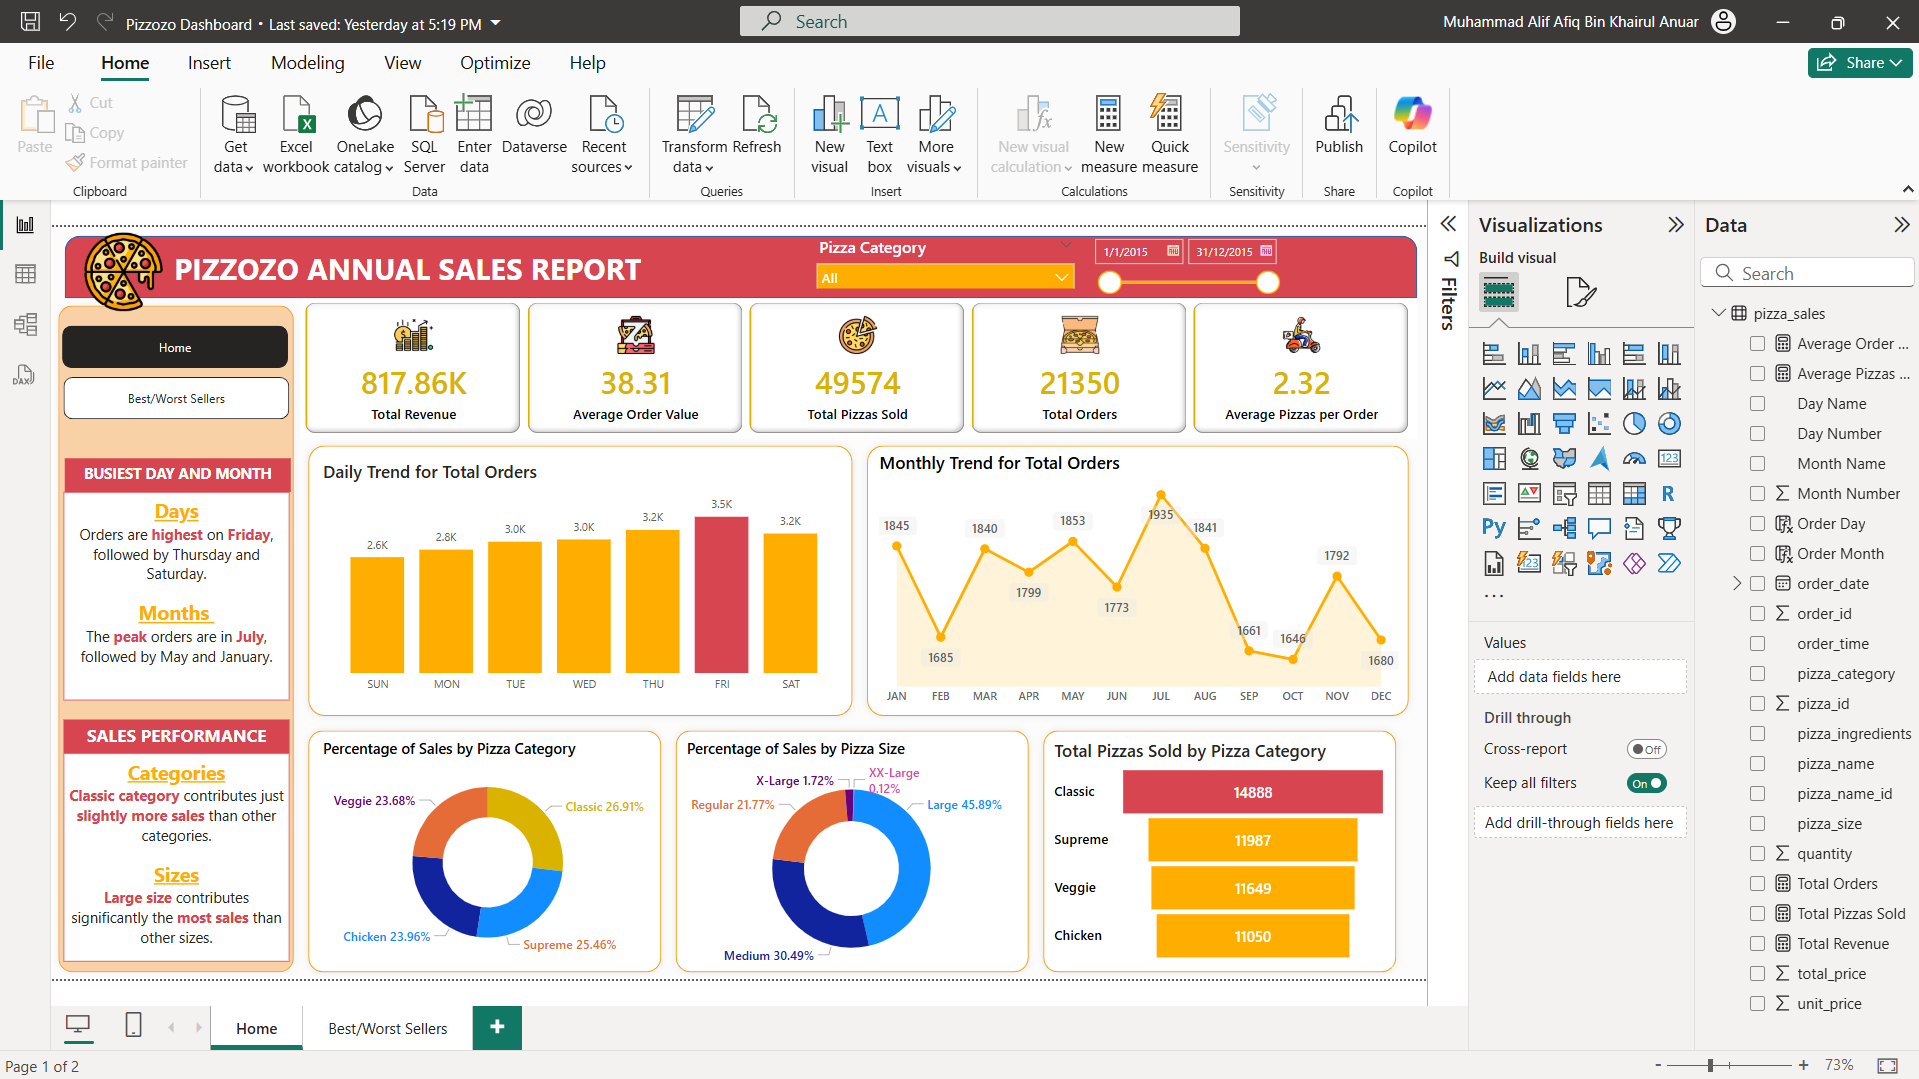 Pizzozo Dashboard • Last saved: Yesterday at 5:19 PM
Search
Muhammad Alif Afiq Bin Khairul Anuar
File
Home
Insert
Modeling
View
Optimize
Help
Share
Paste
Cut
Copy
Format painter
Clipboard
Get data
Excel workbook
OneLake catalog
SQL Server
Enter data
Dataverse
Recent sources
Data
Transform data
Refresh
Queries
New visual
Text box
More visuals
Insert
New visual calculation
New measure
Quick measure
Calculations
Sensitivity
Sensitivity
Publish
Share
Copilot
Copilot
PIZZOZO ANNUAL SALES REPORT
Pizza Category
All
1/1/2015
31/12/2015
Home
Best/Worst Sellers
817.86K
Total Revenue
38.31
Average Order Value
49574
Total Pizzas Sold
21350
Total Orders
2.32
Average Pizzas per Order
BUSIEST DAY AND MONTH
Days
Orders are highest on Friday,
followed by Thursday and
Saturday.
Months
The peak orders are in July,
followed by May and January.
SALES PERFORMANCE
Categories
Classic category contributes just
slightly more sales than other
categories.
Sizes
Large size contributes
significantly the most sales than
other sizes.
Daily Trend for Total Orders
2.6K
2.8K
3.0K
3.0K
3.2K
3.5K
3.2K
SUN
MON
TUE
WED
THU
FRI
SAT
Monthly Trend for Total Orders
1845
1685
1840
1799
1853
1773
1935
1841
1661
1646
1792
1680
JAN
FEB
MAR
APR
MAY
JUN
JUL
AUG
SEP
OCT
NOV
DEC
Percentage of Sales by Pizza Category
Veggie 23.68%
Classic 26.91%
Chicken 23.96%
Supreme 25.46%
Percentage of Sales by Pizza Size
X-Large 1.72%
XX-Large
0.12%
Regular 21.77%
Large 45.89%
Medium 30.49%
Total Pizzas Sold by Pizza Category
Classic
14888
Supreme
11987
Veggie
11649
Chicken
11050
Filters
Visualizations
Build visual
123
R
Py
123
...
Values
Add data fields here
Drill through
Cross-report
Off
Keep all filters
On
Add drill-through fields here
Data
Search
pizza_sales
Average Order ...
Average Pizzas ...
Day Name
Day Number
Month Name
Month Number
Order Day
Order Month
order_date
order_id
order_time
pizza_category
pizza_id
pizza_ingredients
pizza_name
pizza_name_id
pizza_size
quantity
Total Orders
Total Pizzas Sold
Total Revenue
total_price
unit_price
DAX
Home
Best/Worst Sellers
+
Page 1 of 2
-
+
73%